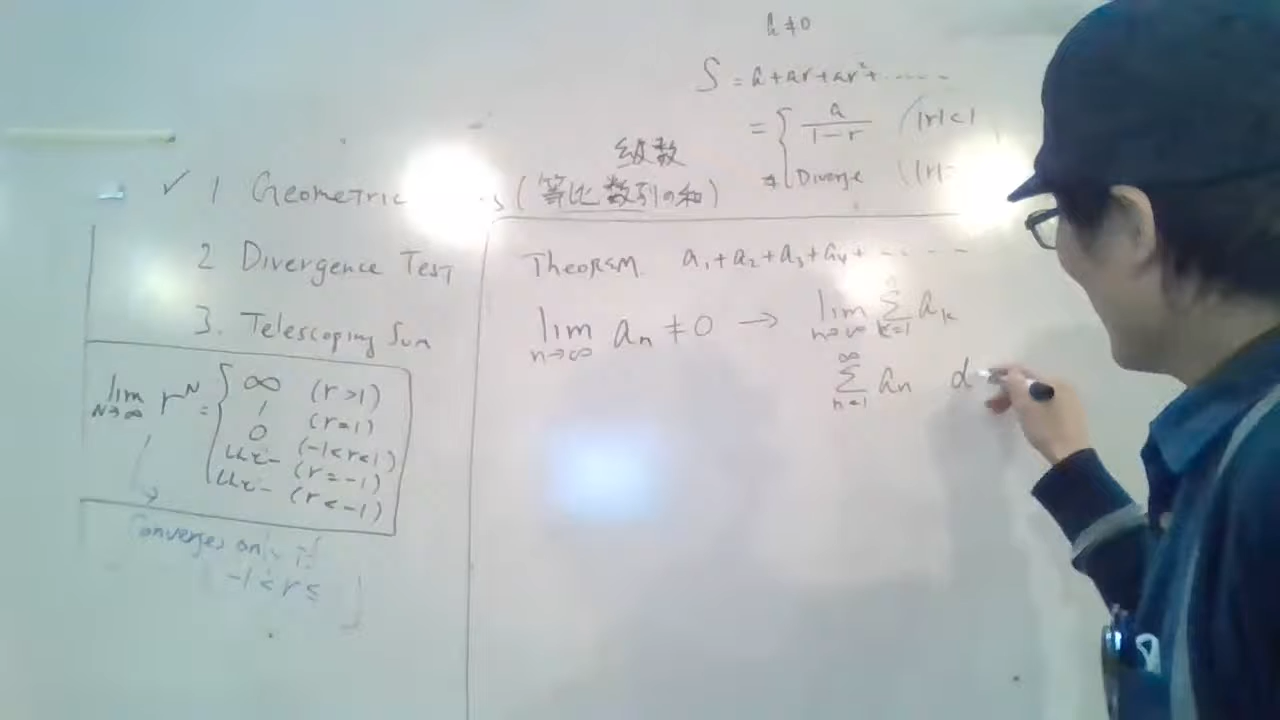 a ≠ 0
S = a + ar + ar² + ......
= { a / 1-r (|r|<1
Diverge (|r|
级数
✓ 1 Geometric s (等比数列の和)
2 Divergence Test
3. Telescoping Sum
lim N→∞ r^N = { ∞ (r>1)
1 (r=1)
0 (-1<r<1)
(r=-1)
(r<-1)
Converges only if
-1<r≤
Theorem. a₁+a₂+a₃+a₄+ ......
lim n→∞ aₙ ≠ 0 → lim n→∞ Σ k=1 n aₖ
Σ n=1 ∞ aₙ d